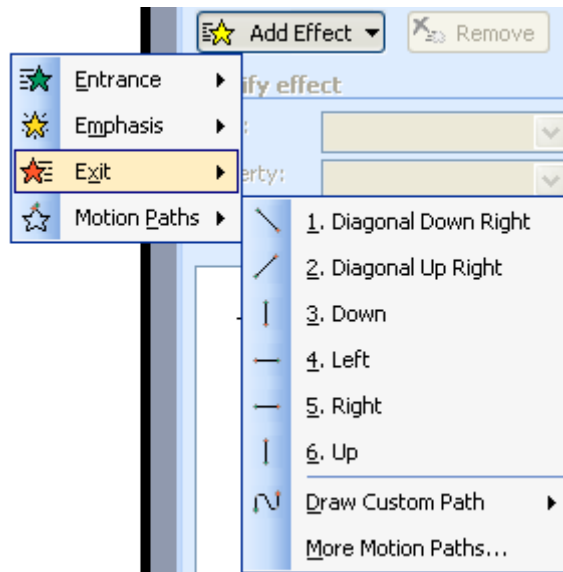 Add Effect
Remove
Entrance
ify effect
Emphasis
:
Exit
erty:
Motion Paths
1. Diagonal Down Right
2. Diagonal Up Right
3. Down
4. Left
5. Right
6. Up
Draw Custom Path
More Motion Paths...